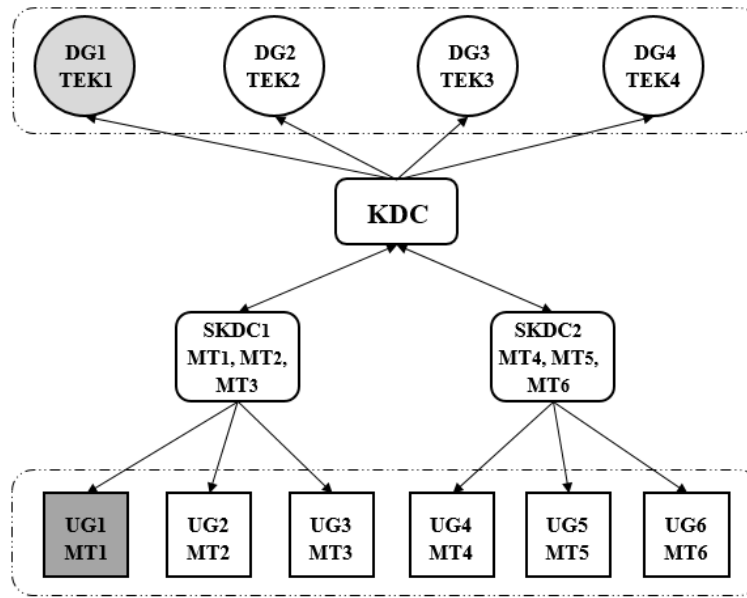 DG1
TEK1
DG2
TEK2
DG3
TEK3
DG4
TEK4
KDC
SKDC1
MT1, MT2,
MT3
SKDC2
MT4, MT5,
MT6
UG1
MT1
UG2
MT2
UG3
MT3
UG4
MT4
UG5
MT5
UG6
MT6